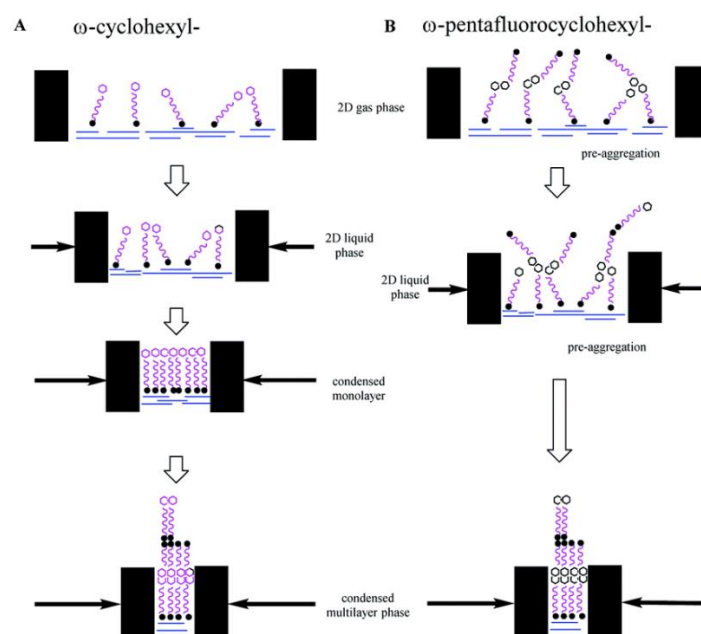 A
ω-cyclohexyl-
B
ω-pentafluorocyclohexyl-
2D gas phase
pre-aggregation
2D liquid
phase
2D liquid
phase
pre-aggregation
condensed
monolayer
condensed
multilayer phase